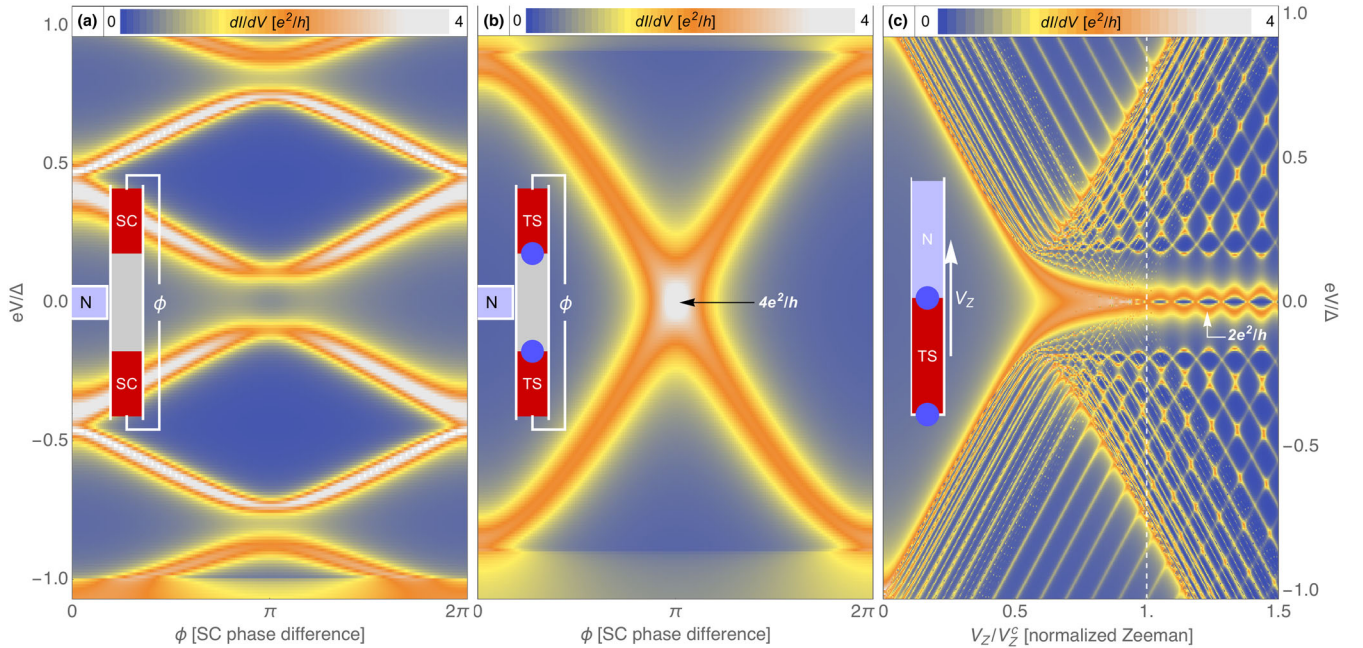 (a) 0 dI/dV [e²/h] 4
(b) 0 dI/dV [e²/h] 4
(c) 0 dI/dV [e²/h] 4
1.0
0.5
0.0
−0.5
−1.0
eV/Δ
SC
N
ϕ
SC
0 π 2π
ϕ [SC phase difference]
TS
N
ϕ
TS
4e²/h
0 π 2π
ϕ [SC phase difference]
N
V_Z
TS
2e²/h
1.0
0.5
0.0
−0.5
−1.0
eV/Δ
0.5 1. 1.5
V_Z/V_Z^c [normalized Zeeman]